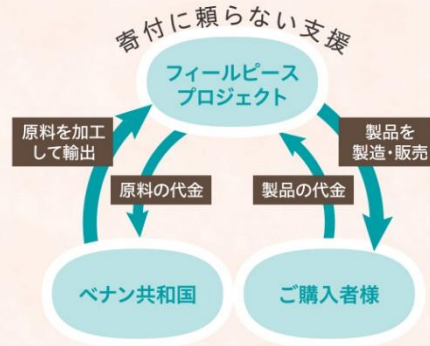 寄付に頼らない支援
フィールピース
プロジェクト
原料を加工
して輸出
製品を
製造・販売
原料の代金
製品の代金
ベナン共和国
ご購入者様